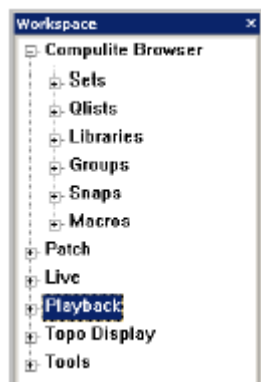 Workspace
Compulite Browser
Sets
Qlists
Libraries
Groups
Snaps
Macros
Patch
Live
Playback
Topo Display
Tools